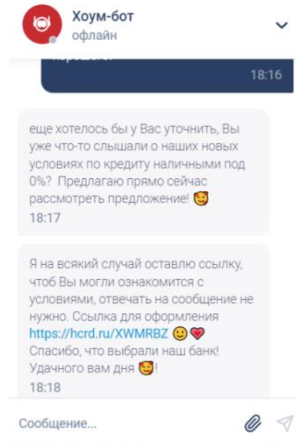 Хоум-бот
офлайн
18:16
еще хотелось бы у Вас уточнить, Вы
уже что-то слышали о наших новых
условиях по кредиту наличными под
0%? Предлагаю прямо сейчас
рассмотреть предложение! 🥰
18:17
Я на всякий случай оставлю ссылку,
чтоб Вы могли ознакомится с
условиями, отвечать на сообщение не
нужно. Ссылка для оформления
https://hcrd.ru/XWMRBZ 🙂❤️
Спасибо, что выбрали наш банк!
Удачного вам дня 🥰!
18:18
Сообщение...